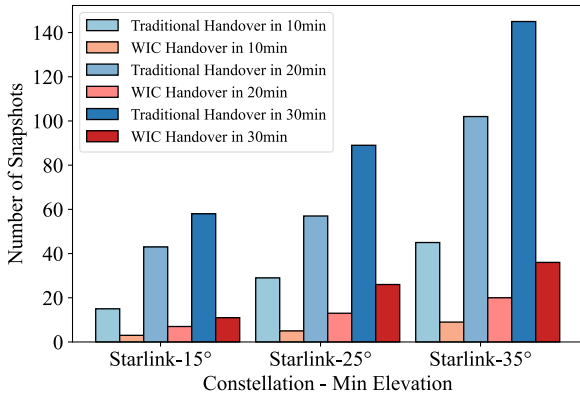 140
120
100
80
60
40
20
0
Number of Snapshots
Traditional Handover in 10min
WIC Handover in 10min
Traditional Handover in 20min
WIC Handover in 20min
Traditional Handover in 30min
WIC Handover in 30min
Starlink-15° Starlink-25° Starlink-35°
Constellation - Min Elevation